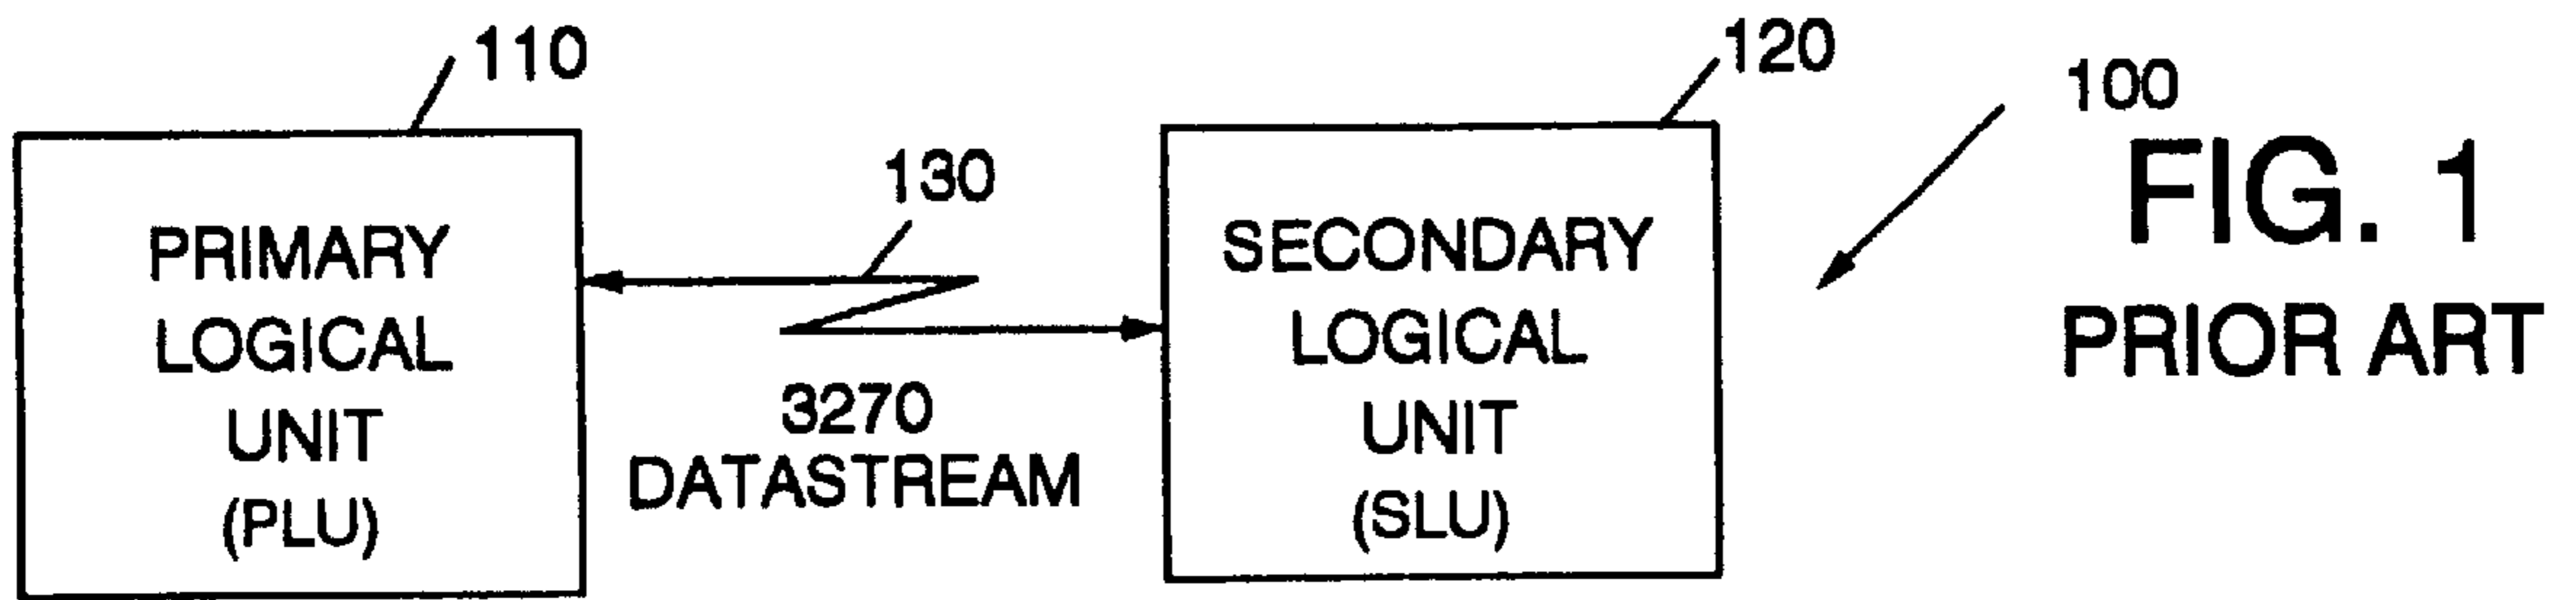 110
PRIMARY
LOGICAL
UNIT
(PLU)
130
3270
DATASTREAM
120
SECONDARY
LOGICAL
UNIT
(SLU)
100
FIG. 1
PRIOR ART